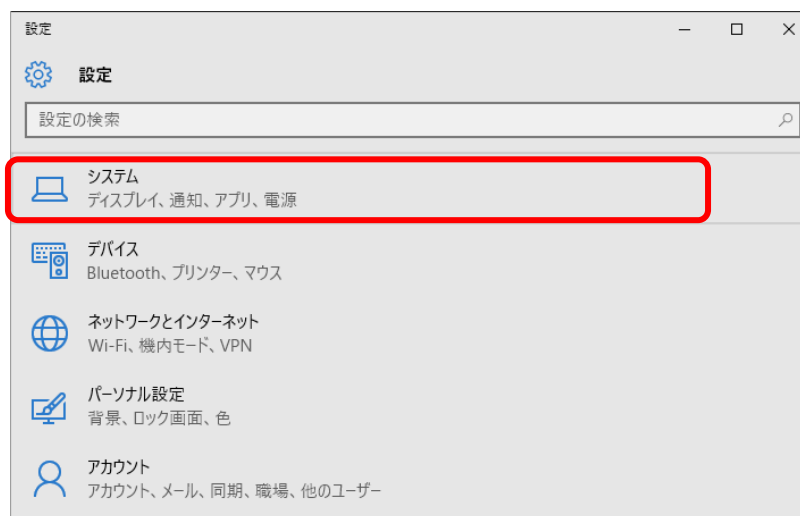 設定
設定
設定の検索
システム
ディスプレイ、通知、アプリ、電源
デバイス
Bluetooth、プリンター、マウス
ネットワークとインターネット
Wi-Fi、機内モード、VPN
パーソナル設定
背景、ロック画面、色
アカウント
アカウント、メール、同期、職場、他のユーザー